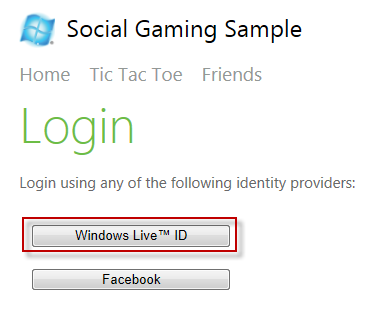 Social Gaming Sample
Home Tic Tac Toe Friends
Login
Login using any of the following identity providers:
Windows Live™ ID
Facebook